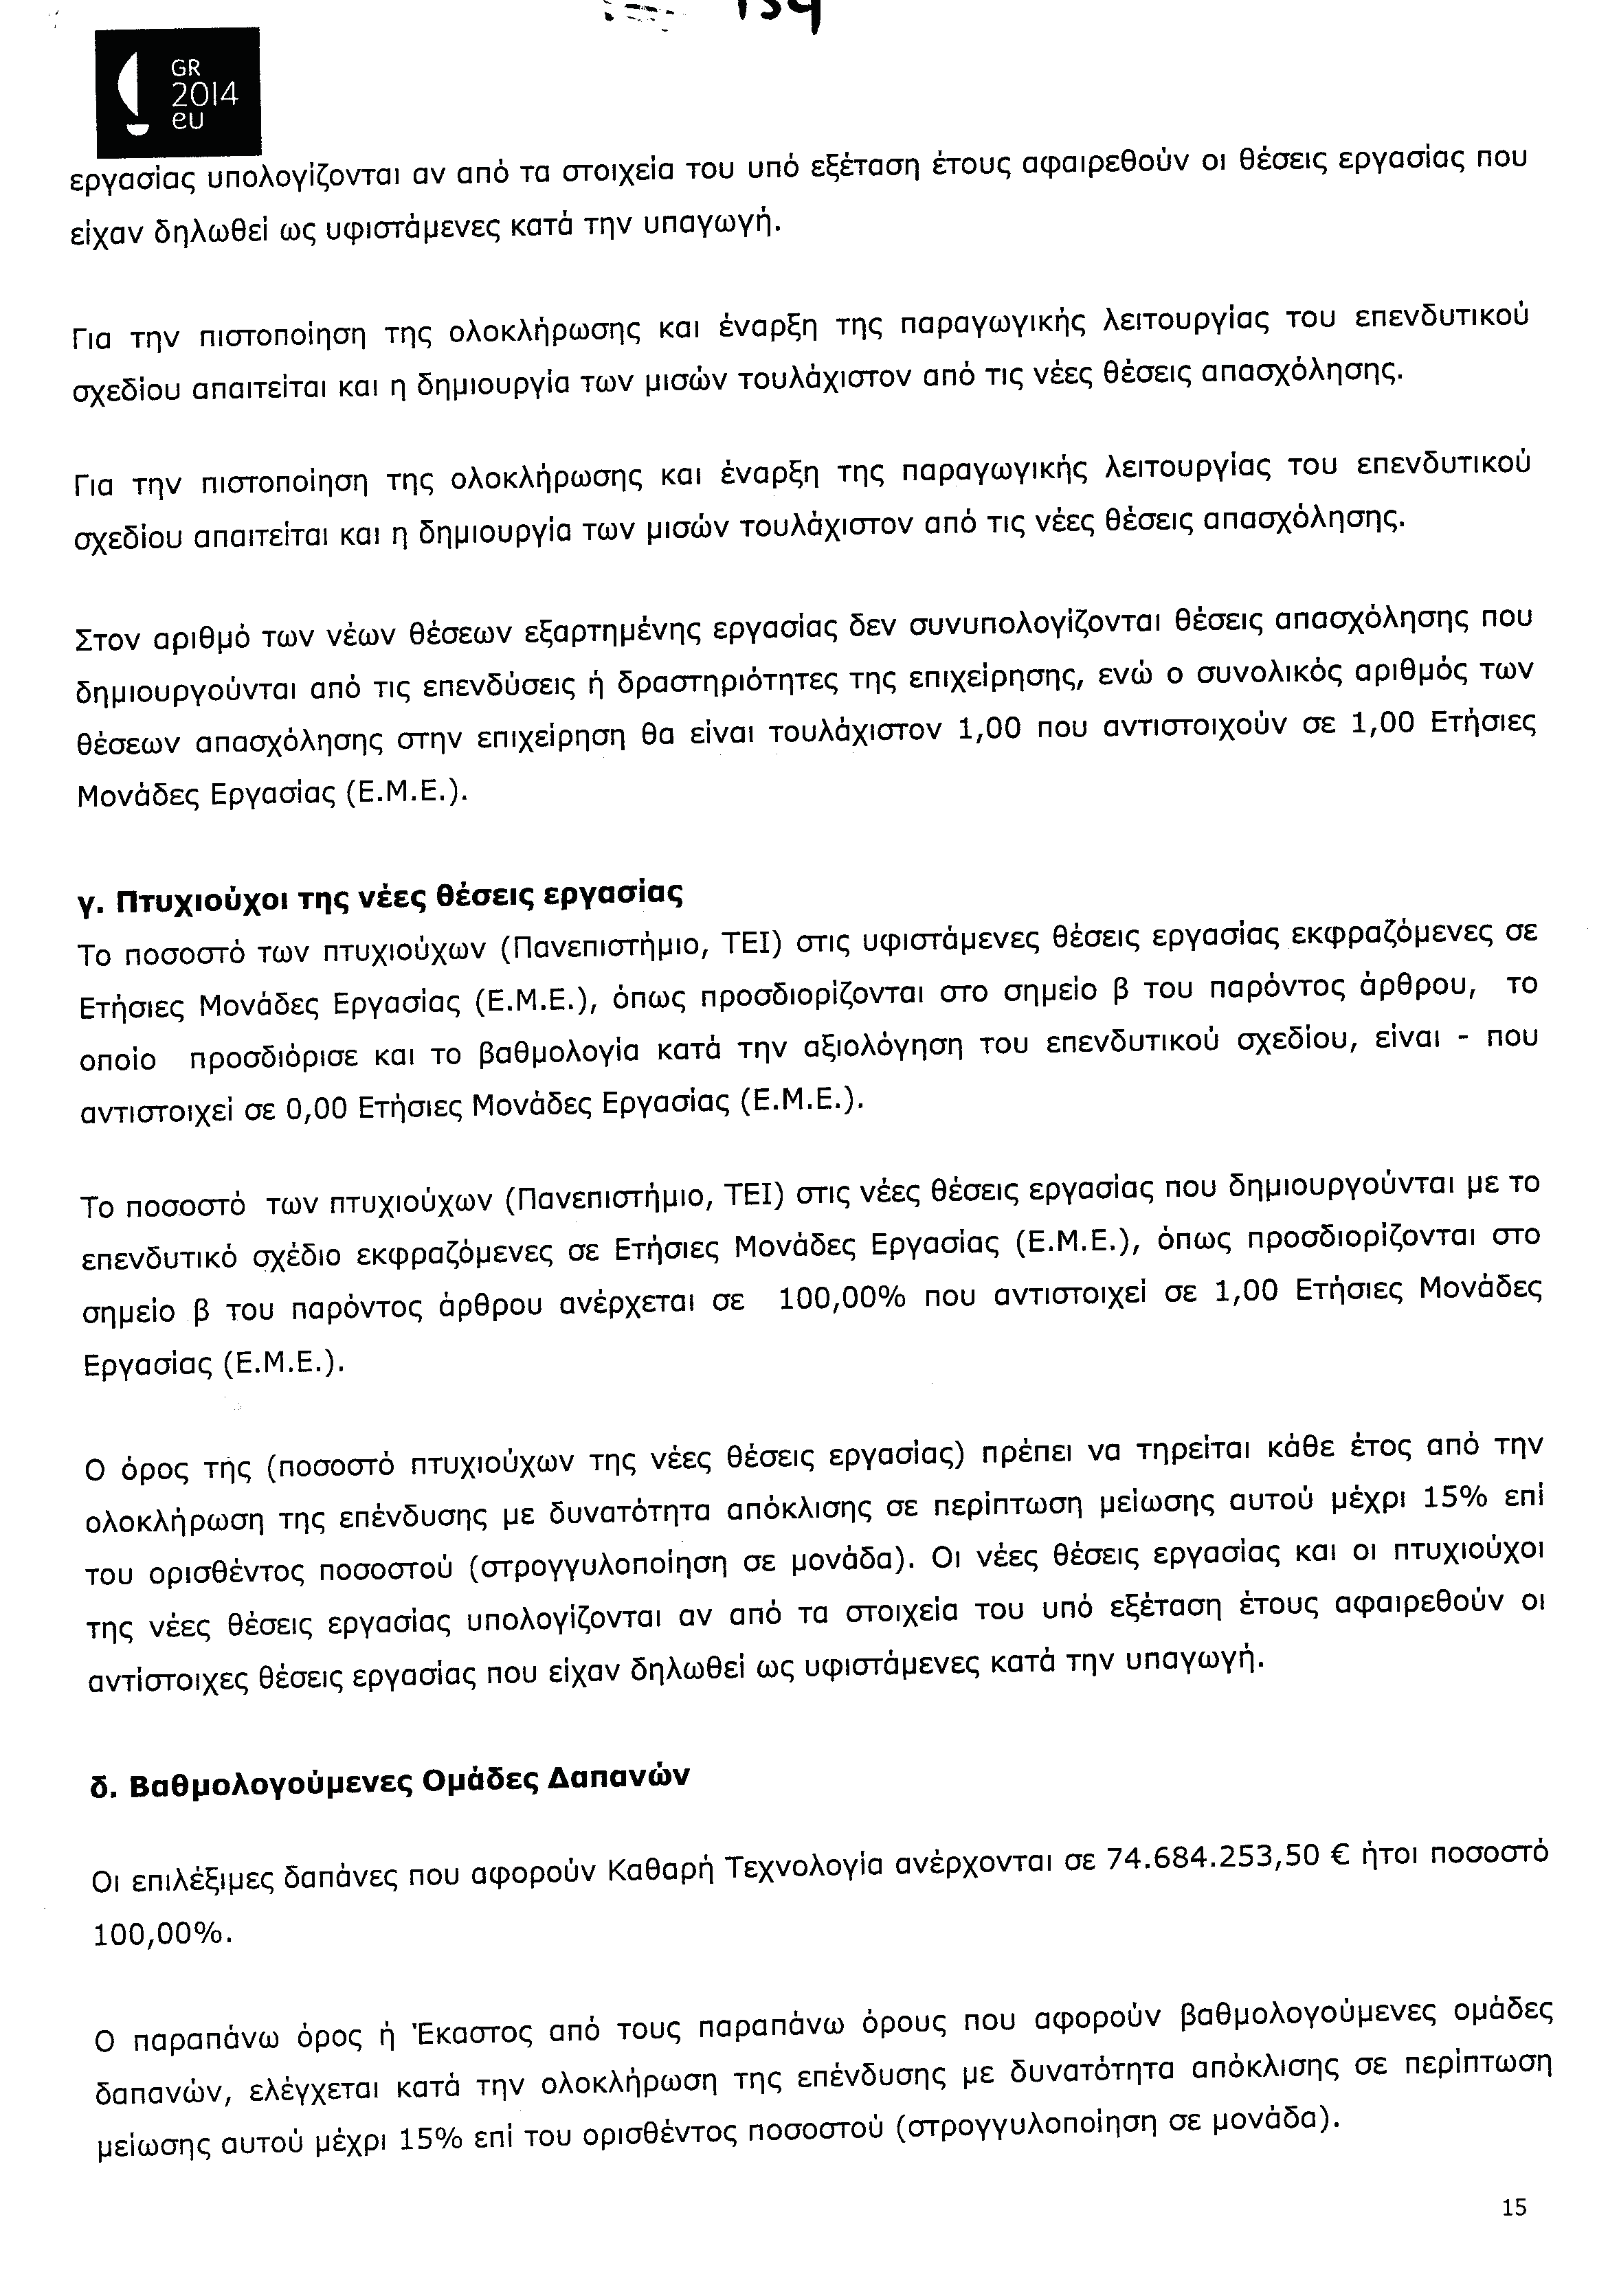 GR
2014
eu
εργασίας υπολογίζονται αν από τα στοιχεία του υπό εξέταση έτους αφαιρεθούν οι θέσεις εργασίας που
είχαν δηλωθεί ως υφιστάμενες κατά την υπαγωγή.
Για την πιστοποίηση της ολοκλήρωσης και έναρξη της παραγωγικής λειτουργίας του επενδυτικού
σχεδίου απαιτείται και η δημιουργία των μισών τουλάχιστον από τις νέες θέσεις απασχόλησης.
Για την πιστοποίηση της ολοκλήρωσης και έναρξη της παραγωγικής λειτουργίας του επενδυτικού
σχεδίου απαιτείται και η δημιουργία των μισών τουλάχιστον από τις νέες θέσεις απασχόλησης.
Στον αριθμό των νέων θέσεων εξαρτημένης εργασίας δεν συνυπολογίζονται θέσεις απασχόλησης που
δημιουργούνται από τις επενδύσεις ή δραστηριότητες της επιχείρησης, ενώ ο συνολικός αριθμός των
θέσεων απασχόλησης στην επιχείρηση θα είναι τουλάχιστον 1,00 που αντιστοιχούν σε 1,00 Ετήσιες
Μονάδες Εργασίας (Ε.Μ.Ε.).
γ. Πτυχιούχοι της νέες θέσεις εργασίας
Το ποσοστό των πτυχιούχων (Πανεπιστήμιο, ΤΕΙ) στις υφιστάμενες θέσεις εργασίας εκφραζόμενες σε
Ετήσιες Μονάδες Εργασίας (Ε.Μ.Ε.), όπως προσδιορίζονται στο σημείο β του παρόντος άρθρου, το
οποίο προσδιόρισε και το βαθμολογία κατά την αξιολόγηση του επενδυτικού σχεδίου, είναι - που
αντιστοιχεί σε 0,00 Ετήσιες Μονάδες Εργασίας (Ε.Μ.Ε.).
Το ποσοστό των πτυχιούχων (Πανεπιστήμιο, ΤΕΙ) στις νέες θέσεις εργασίας που δημιουργούνται με το
επενδυτικό σχέδιο εκφραζόμενες σε Ετήσιες Μονάδες Εργασίας (Ε.Μ.Ε.), όπως προσδιορίζονται στο
σημείο β του παρόντος άρθρου ανέρχεται σε 100,00% που αντιστοιχεί σε 1,00 Ετήσιες Μονάδες
Εργασίας (Ε.Μ.Ε.).
Ο όρος της (ποσοστό πτυχιούχων της νέες θέσεις εργασίας) πρέπει να τηρείται κάθε έτος από την
ολοκλήρωση της επένδυσης με δυνατότητα απόκλισης σε περίπτωση μείωσης αυτού μέχρι 15% επί
του ορισθέντος ποσοστού (στρογγυλοποίηση σε μονάδα). Οι νέες θέσεις εργασίας και οι πτυχιούχοι
της νέες θέσεις εργασίας υπολογίζονται αν από τα στοιχεία του υπό εξέταση έτους αφαιρεθούν οι
αντίστοιχες θέσεις εργασίας που είχαν δηλωθεί ως υφιστάμενες κατά την υπαγωγή.
δ. Βαθμολογούμενες Ομάδες Δαπανών
Οι επιλέξιμες δαπάνες που αφορούν Καθαρή Τεχνολογία ανέρχονται σε 74.684.253,50 € ήτοι ποσοστό
100,00%.
Ο παραπάνω όρος ή Έκαστος από τους παραπάνω όρους που αφορούν βαθμολογούμενες ομάδες
δαπανών, ελέγχεται κατά την ολοκλήρωση της επένδυσης με δυνατότητα απόκλισης σε περίπτωση
μείωσης αυτού μέχρι 15% επί του ορισθέντος ποσοστού (στρογγυλοποίηση σε μονάδα).
15